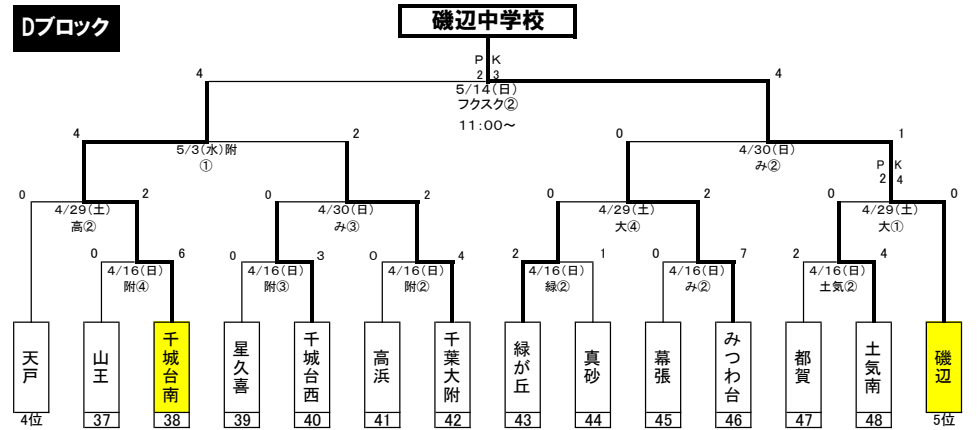 Dブロック
磯辺中学校
PK
4 2 3 4
5/14(日)
フクスク②
11:00~
4 2 0 1
5/3(水)附
①
4/30(日)
み②
PK
2 4
0 2 0 2 0 2 0 0
4/29(土)
高②
4/30(日)
み③
4/29(土)
大④
4/29(土)
大①
0 6 0 3 0 4 2 1 0 7 2 4
4/16(日)
附④
4/16(日)
附③
4/16(日)
附②
4/16(日)
緑②
4/16(日)
み②
4/16(日)
土気②
天戸
山王
千城台南
星久喜
千城台西
高浜
千葉大附
緑が丘
真砂
幕張
みつわ台
都賀
土気南
磯辺
4位 37 38 39 40 41 42 43 44 45 46 47 48 5位